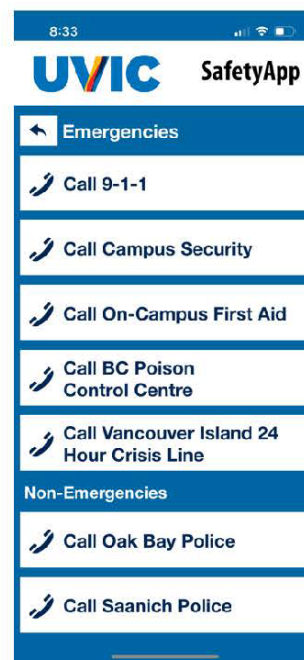 8:33
UVIC SafetyApp
Emergencies
Call 9-1-1
Call Campus Security
Call On-Campus First Aid
Call BC Poison
Control Centre
Call Vancouver Island 24
Hour Crisis Line
Non-Emergencies
Call Oak Bay Police
Call Saanich Police